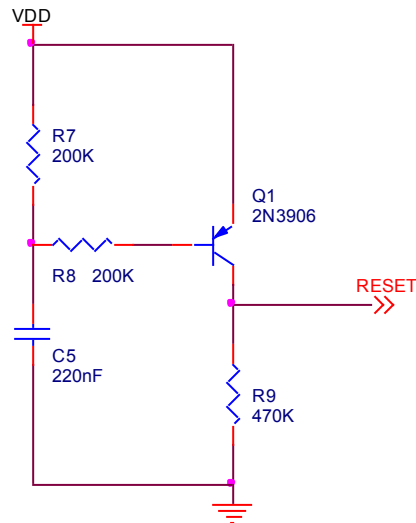 VDD
R7
200K
Q1
2N3906
R8 200K
RESET
C5
220nF
R9
470K